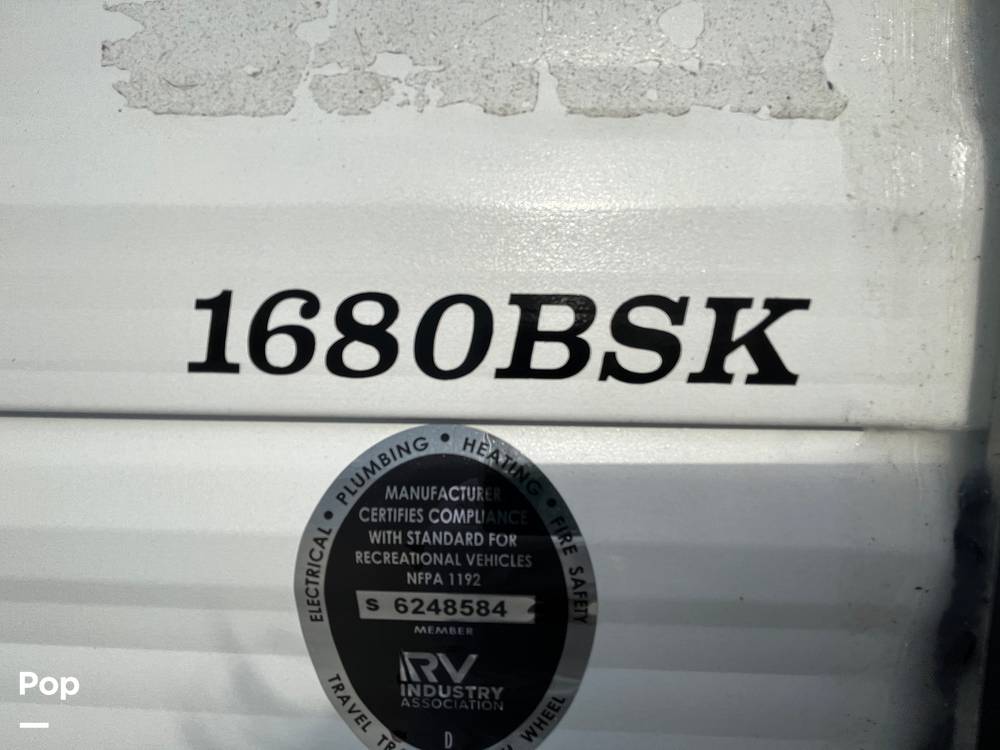 1680BSK
ELECTRICAL • PLUMBING • HEATING • FIRE SAFETY
MANUFACTURER
CERTIFIES COMPLIANCE
WITH STANDARD FOR
RECREATIONAL VEHICLES
NFPA 1192
S 6248584
MEMBER
RV
INDUSTRY
ASSOCIATION
D
TRAVEL
WHEEL
Pop